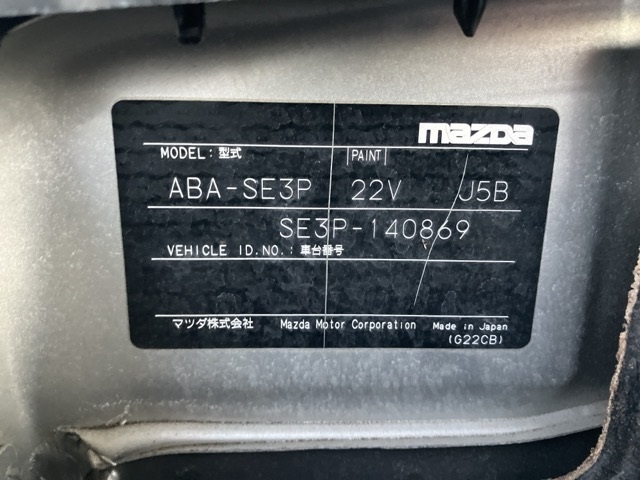 mazda
MODEL: 型式 PAINT
ABA-SE3P 22V J5B
SE3P-140869
VEHICLE ID.NO.: 車台番号
マツダ株式会社 Mazda Motor Corporation Made in Japan
(G22CB)